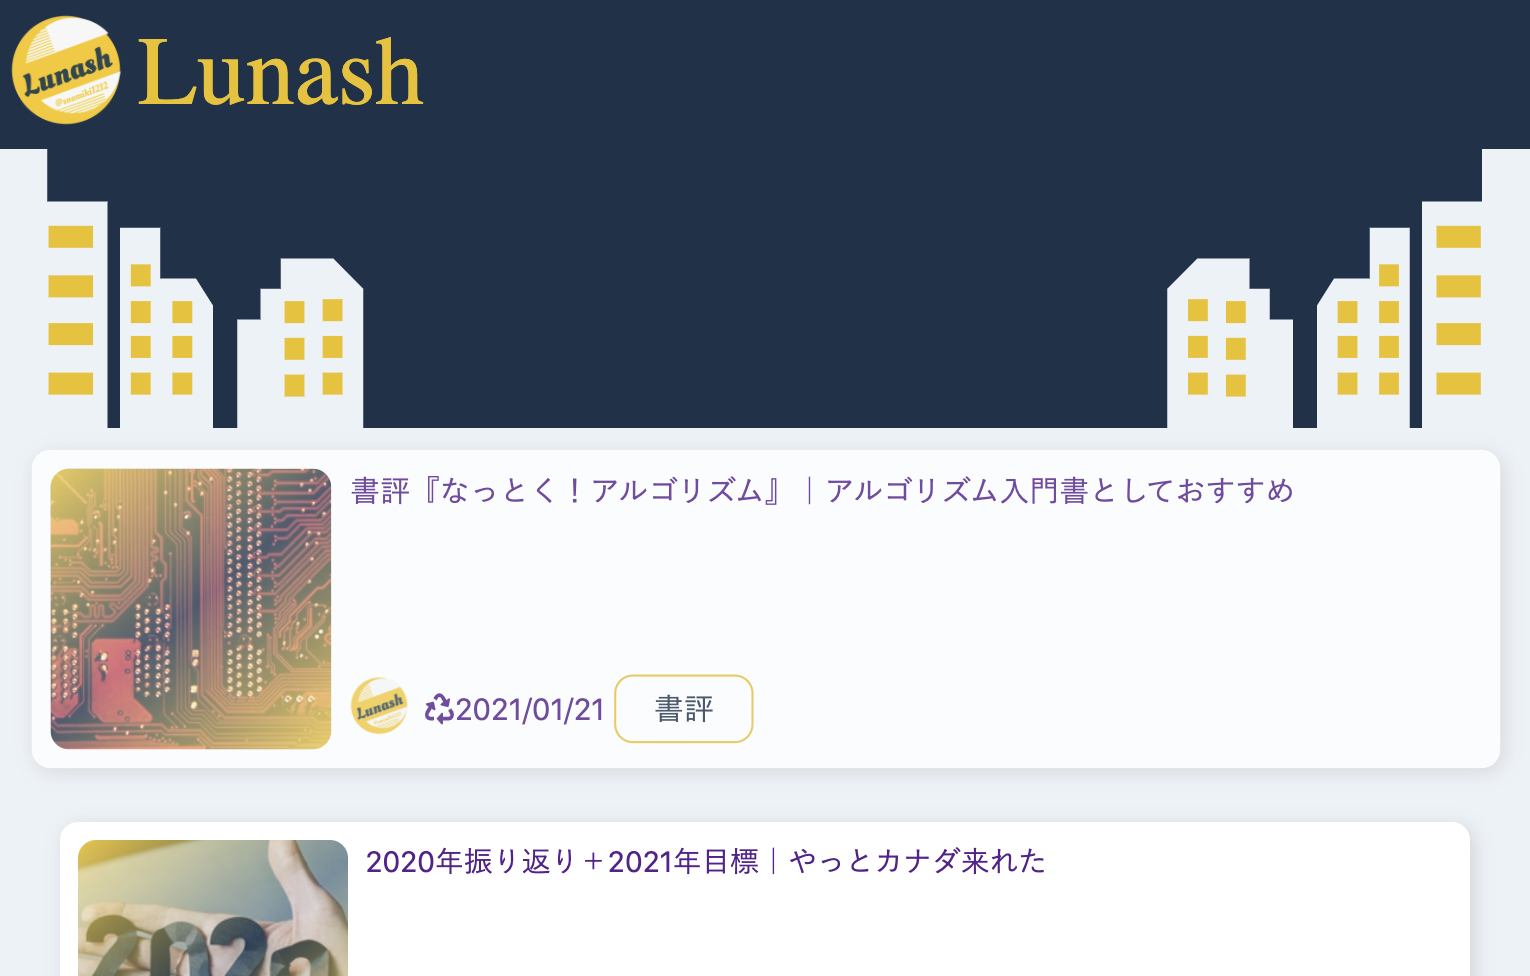 Lunash
@snamiki1212
Lunash
書評『なっとく！アルゴリズム』｜アルゴリズム入門書としておすすめ
Lunash
2021/01/21
書評
2020年振り返り＋2021年目標｜やっとカナダ来れた
2020